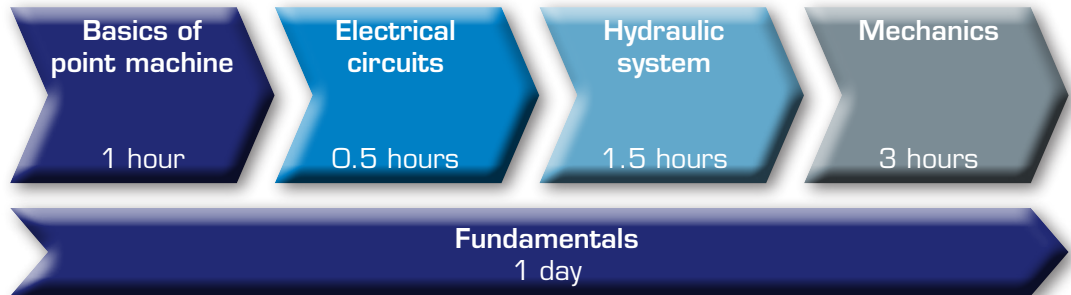 Basics of
point machine
1 hour
Electrical
circuits
0.5 hours
Hydraulic
system
1.5 hours
Mechanics
3 hours
Fundamentals
1 day